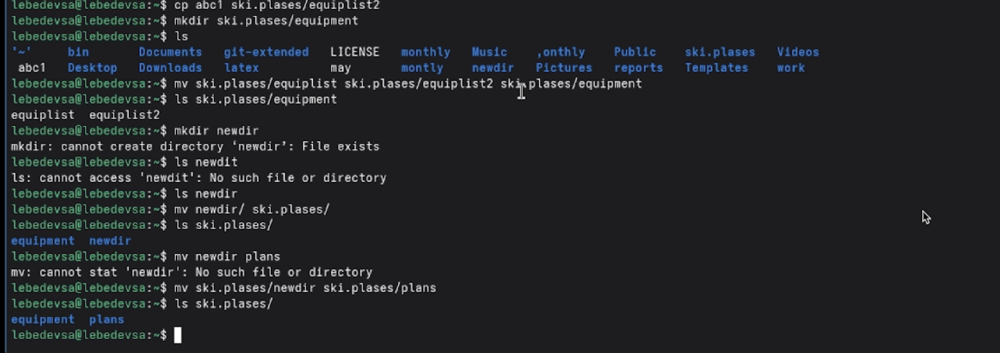 lebedevsa@lebedevsa:~$ cp abc1 ski.plases/equiplist2
lebedevsa@lebedevsa:~$ mkdir ski.plases/equipment
lebedevsa@lebedevsa:~$ ls
'~' bin Documents git-extended LICENSE monthly Music ,onthly Public ski.plases Videos
abc1 Desktop Downloads latex may montly newdir Pictures reports Templates work
lebedevsa@lebedevsa:~$ mv ski.plases/equiplist ski.plases/equiplist2 ski.plases/equipment
lebedevsa@lebedevsa:~$ ls ski.plases/equipment
equiplist equiplist2
lebedevsa@lebedevsa:~$ mkdir newdir
mkdir: cannot create directory ‘newdir’: File exists
lebedevsa@lebedevsa:~$ ls newdit
ls: cannot access 'newdit': No such file or directory
lebedevsa@lebedevsa:~$ ls newdir
lebedevsa@lebedevsa:~$ mv newdir/ ski.plases/
lebedevsa@lebedevsa:~$ ls ski.plases/
equipment newdir
lebedevsa@lebedevsa:~$ mv newdir plans
mv: cannot stat 'newdir': No such file or directory
lebedevsa@lebedevsa:~$ mv ski.plases/newdir ski.plases/plans
lebedevsa@lebedevsa:~$ ls ski.plases/
equipment plans
lebedevsa@lebedevsa:~$